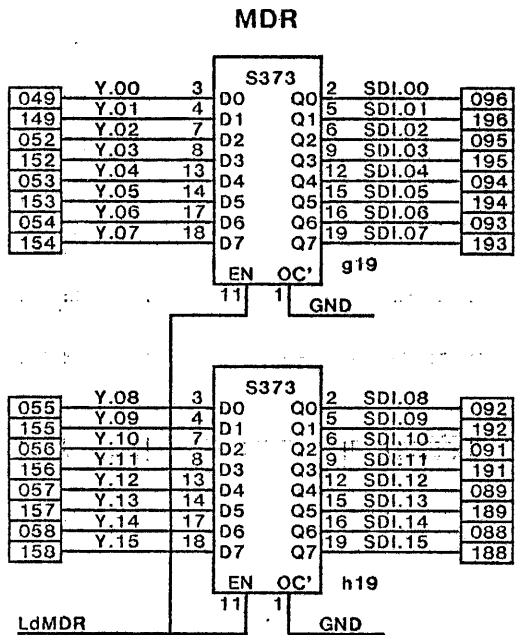 MDR
S373
049 Y.00 3 D0 Q0 2 SDI.00 096
149 Y.01 4 D1 Q1 5 SDI.01 196
052 Y.02 7 D2 Q2 6 SDI.02 095
152 Y.03 8 D3 Q3 9 SDI.03 195
053 Y.04 13 D4 Q4 12 SDI.04 094
153 Y.05 14 D5 Q5 15 SDI.05 194
054 Y.06 17 D6 Q6 16 SDI.06 093
154 Y.07 18 D7 Q7 19 SDI.07 193
EN OC' g19
11 1 GND
S373
055 Y.08 3 D0 Q0 2 SDI.08 092
155 Y.09 4 D1 Q1 5 SDI.09 192
056 Y.10 7 D2 Q2 6 SDI.10 091
156 Y.11 8 D3 Q3 9 SDI.11 191
057 Y.12 13 D4 Q4 12 SDI.12 089
157 Y.13 14 D5 Q5 15 SDI.13 189
058 Y.14 17 D6 Q6 16 SDI.14 088
158 Y.15 18 D7 Q7 19 SDI.15 188
EN OC' h19
LdMDR 11 1 GND